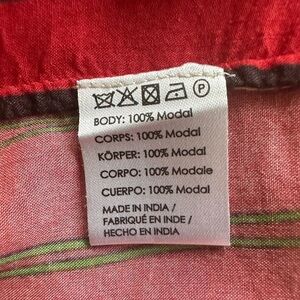 P
BODY: 100% Modal
CORPS: 100% Modal
KÖRPER: 100% Modal
CORPO: 100% Modale
CUERPO: 100% Modal
MADE IN INDIA /
FABRIQUÉ EN INDE /
HECHO EN INDIA